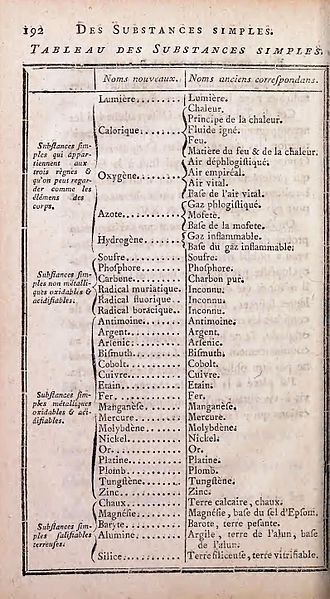 192 DES SUBSTANCES SIMPLES.
TABLEAU DES SUBSTANCES SIMPLES.
Noms nouveaux. Noms anciens correspondans.
Substances simples qui appartiennent aux trois règnes & qu'on peut regarder comme les élémens des corps.
Lumière......... Lumière.
Calorique......... Chaleur.
Principe de la chaleur.
Fluide igné.
Feu.
Matière du feu & de la chaleur.
Oxygène......... Air déphlogistiqué.
Air empiréal.
Air vital.
Base de l'air vital.
Azote......... Gaz phlogistiqué.
Mofete.
Base de la mofete.
Hydrogène......... Gaz inflammable.
Base du gaz inflammable.
Substances simples non métalliques oxidables & acidifiables.
Soufre......... Soufre.
Phosphore......... Phosphore.
Carbone......... Charbon pur.
Radical muriatique. Inconnu.
Radical fluorique.. Inconnu.
Radical boracique.. Inconnu.
Substances simples métalliques oxidables & acidifiables.
Antimoine......... Antimoine.
Argent......... Argent.
Arsenic......... Arsenic.
Bismuth......... Bismuth.
Cobolt......... Cobolt.
Cuivre......... Cuivre.
Etain......... Etain.
Fer......... Fer.
Manganèse......... Manganèse.
Mercure......... Mercure.
Molybdène......... Molybdène.
Nickel......... Nickel.
Or......... Or.
Platine......... Platine.
Plomb......... Plomb.
Tungstène......... Tungstène.
Zinc......... Zinc.
Substances simples salifiables terreuses.
Chaux......... Terre calcaire, chaux.
Magnésie......... Magnésie, base du sel d'Epsom.
Baryte......... Barote, terre pesante.
Alumine......... Argile, terre de l'alun, base
de l'alun.
Silice......... Terre siliceuse, terre vitrifiable.